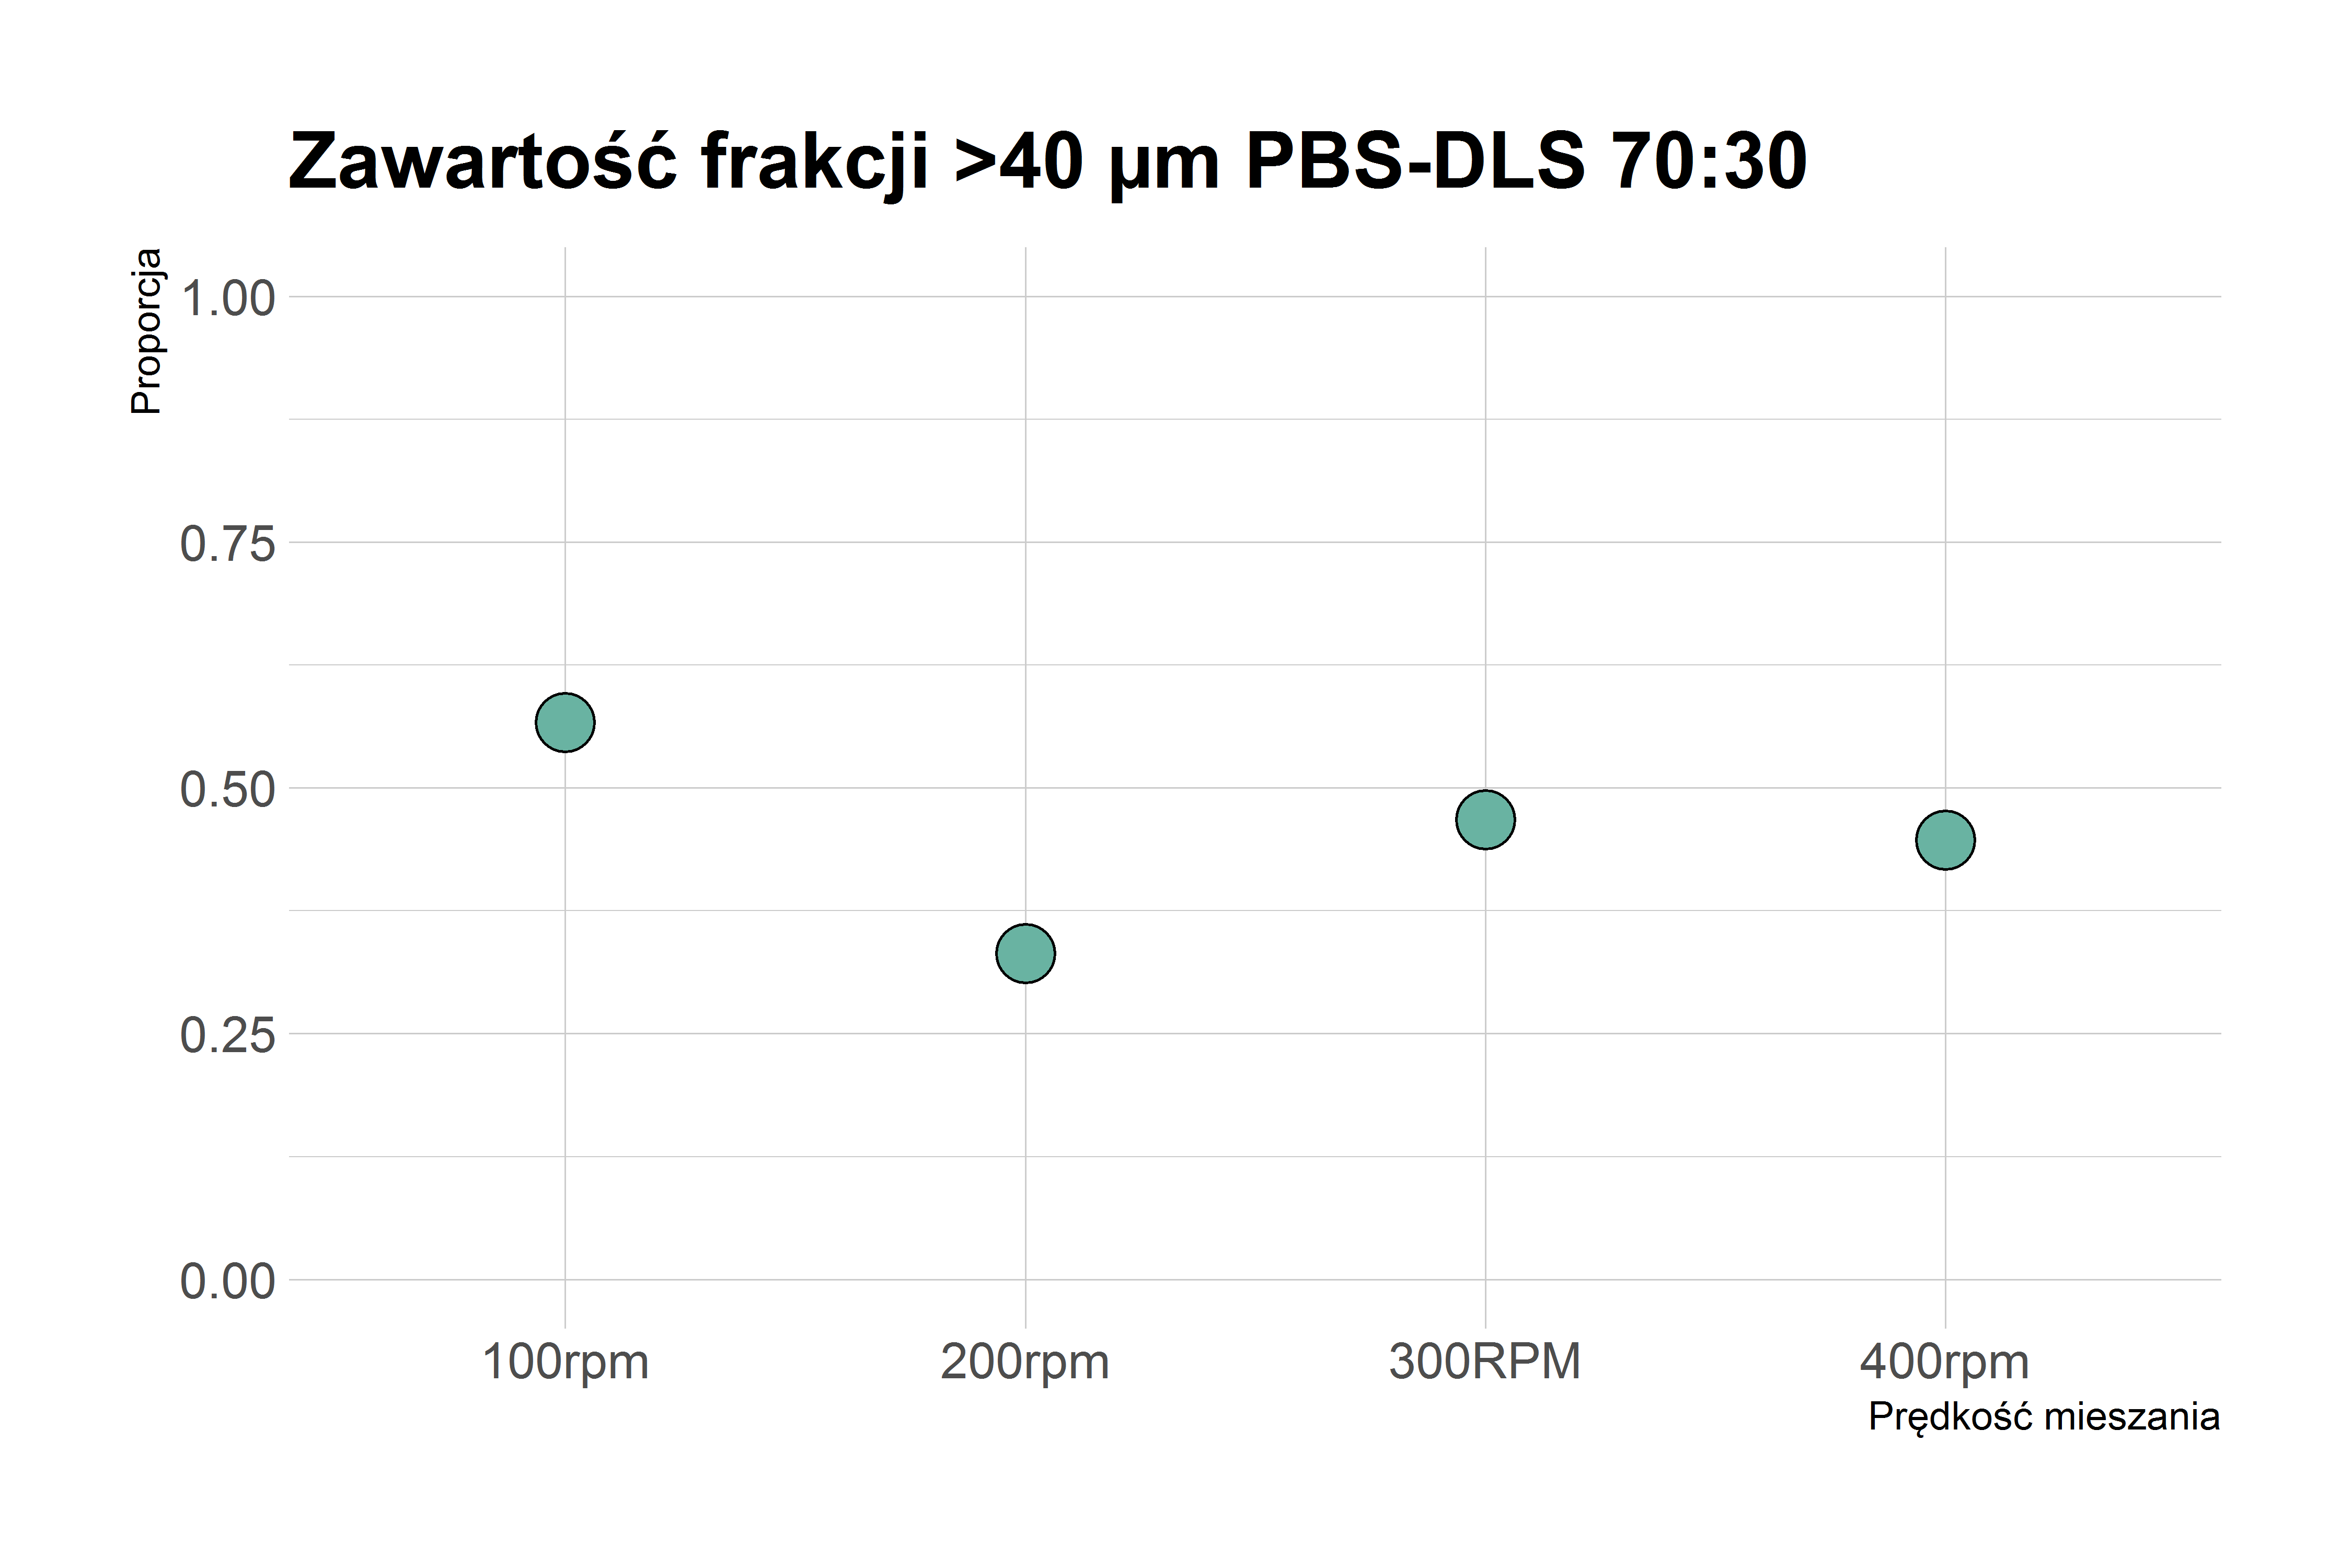 Zawartość frakcji >40 µm PBS-DLS 70:30
Proporcja
1.00
0.75
0.50
0.25
0.00
100rpm 200rpm 300RPM 400rpm
Prędkość mieszania